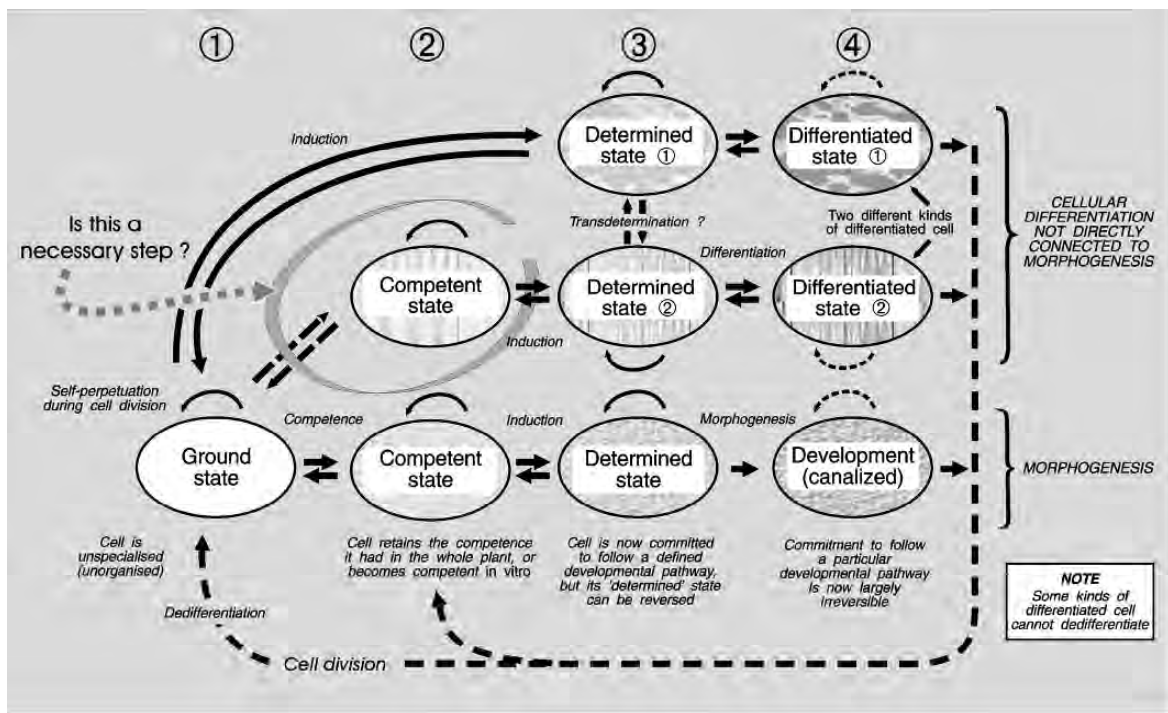 ① ② ③ ④
Induction
Determined
state ①
Differentiated
state ①
Is this a
necessary step ?
Transdetermination ?
Two different kinds
of differentiated cell
CELLULAR
DIFFERENTIATION
NOT DIRECTLY
CONNECTED TO
MORPHOGENESIS
Competent
state
Differentiation
Determined
state ②
Differentiated
state ②
Induction
Self-perpetuation
during cell division
Competence
Induction
Morphogenesis
Ground
state
Competent
state
Determined
state
Development
(canalized)
MORPHOGENESIS
Cell is
unspecialised
(unorganised)
Cell retains the competence
it had in the whole plant, or
becomes competent in vitro
Cell is now committed
to follow a defined
developmental pathway,
but its 'determined' state
can be reversed
Commitment to follow
a particular
developmental pathway
is now largely
irreversible
NOTE
Some kinds of
differentiated cell
cannot dedifferentiate
Dedifferentiation
Cell division